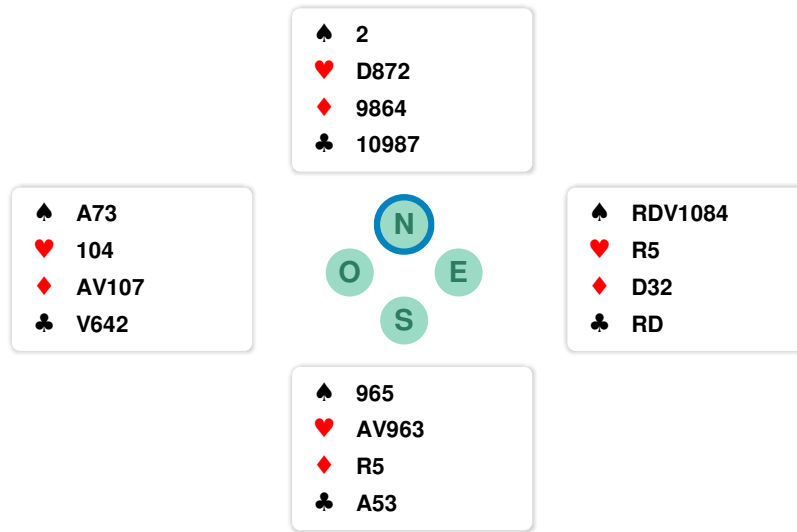 ♠ 2
♥ D872
♦ 9864
♣ 10987
♠ A73
♥ 104
♦ AV107
♣ V642
N
O E
S
♠ RDV1084
♥ R5
♦ D32
♣ RD
♠ 965
♥ AV963
♦ R5
♣ A53